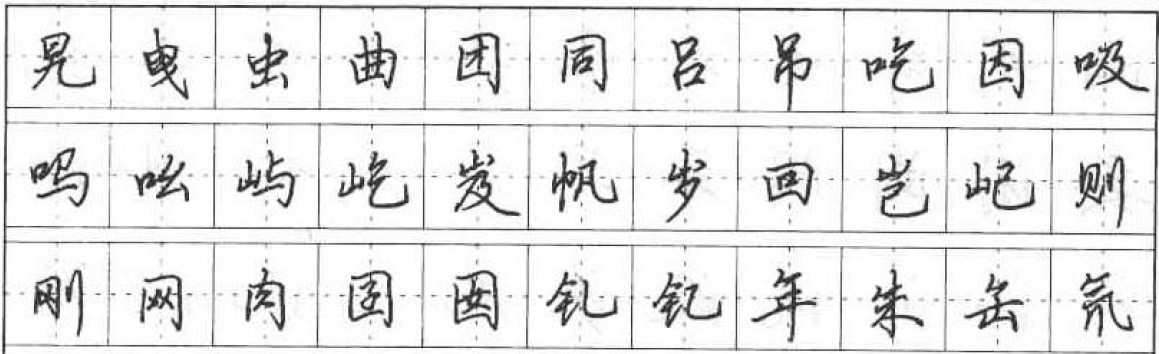 旯曳虫曲团同吕吊吃因吸
吗吆屿屹岌帆岁回岂屺则
刚网肉囝囡钆钇年朱缶氘